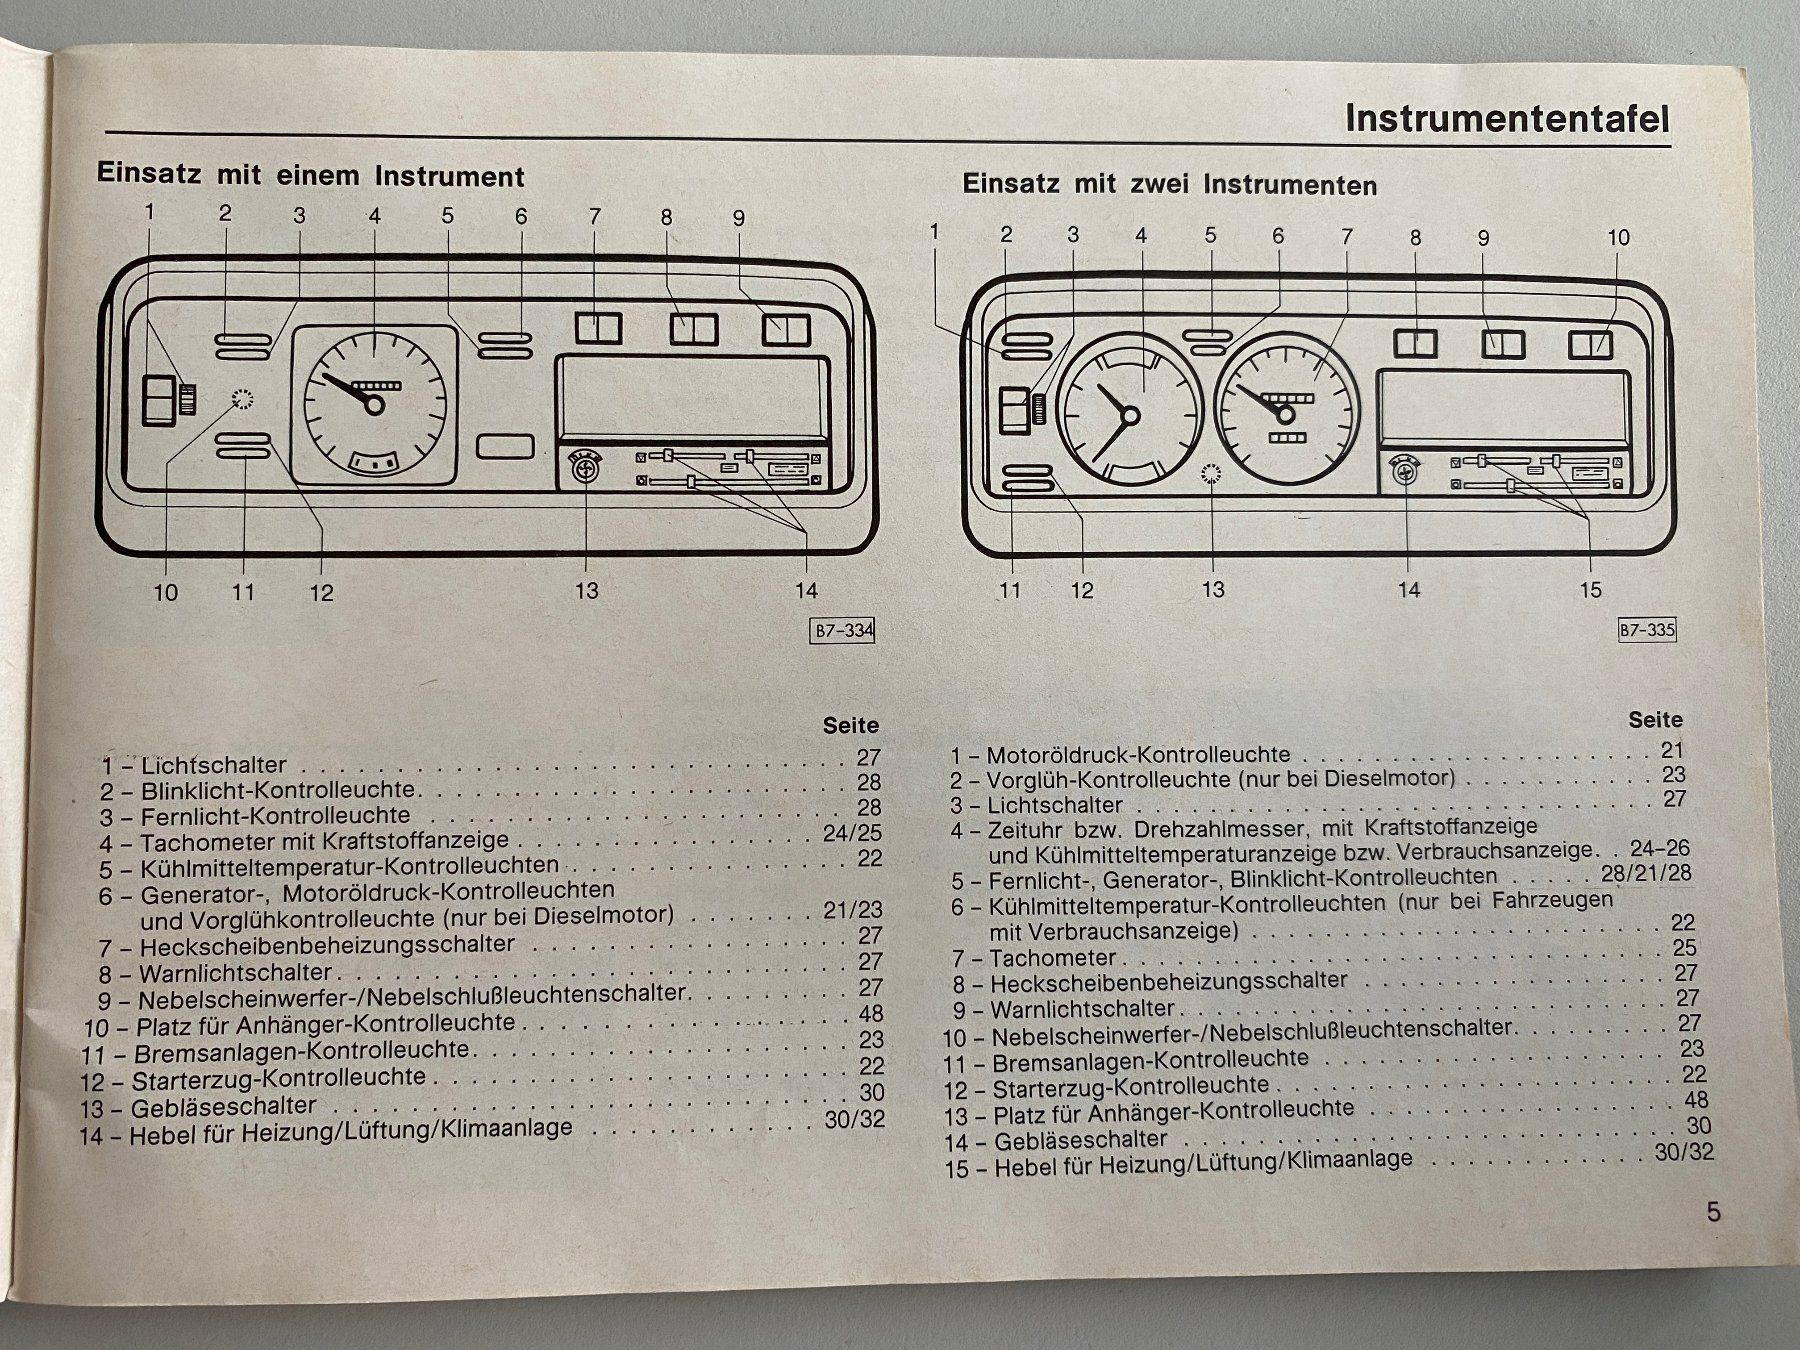 Instrumententafel
Einsatz mit einem Instrument
1 2 3 4 5 6 7 8 9
10 11 12 13 14
B7-334
Seite
1 – Lichtschalter . . . . . . . . . . . . . . . . . . . . 27
2 – Blinklicht-Kontrolleuchte. . . . . . . . . . . . . . . . 28
3 – Fernlicht-Kontrolleuchte . . . . . . . . . . . . . . . . 28
4 – Tachometer mit Kraftstoffanzeige . . . . . . . . . . . . 24/25
5 – Kühlmitteltemperatur-Kontrolleuchten . . . . . . . . . . 22
6 – Generator-, Motoröldruck-Kontrolleuchten
und Vorglühkontrolleuchte (nur bei Dieselmotor) . . . . . . . 21/23
7 – Heckscheibenbeheizungsschalter . . . . . . . . . . . . 27
8 – Warnlichtschalter. . . . . . . . . . . . . . . . . . . 27
9 – Nebelscheinwerfer-/Nebelschlußleuchtenschalter. . . . . . 27
10 – Platz für Anhänger-Kontrolleuchte. . . . . . . . . . . . 48
11 – Bremsanlagen-Kontrolleuchte. . . . . . . . . . . . . . 23
12 – Starterzug-Kontrolleuchte. . . . . . . . . . . . . . . 22
13 – Gebläseschalter . . . . . . . . . . . . . . . . . . . 30
14 – Hebel für Heizung/Lüftung/Klimaanlage . . . . . . . . . 30/32
Einsatz mit zwei Instrumenten
1 2 3 4 5 6 7 8 9 10
11 12 13 14 15
B7-335
Seite
1 – Motoröldruck-Kontrolleuchte . . . . . . . . . . . . . . 21
2 – Vorglüh-Kontrolleuchte (nur bei Dieselmotor) . . . . . . . 23
3 – Lichtschalter . . . . . . . . . . . . . . . . . . . . 27
4 – Zeituhr bzw. Drehzahlmesser, mit Kraftstoffanzeige
und Kühlmitteltemperaturanzeige bzw. Verbrauchsanzeige. . 24–26
5 – Fernlicht-, Generator-, Blinklicht-Kontrolleuchten . . . . . 28/21/28
6 – Kühlmitteltemperatur-Kontrolleuchten (nur bei Fahrzeugen
mit Verbrauchsanzeige) . . . . . . . . . . . . . . . . . 22
7 – Tachometer. . . . . . . . . . . . . . . . . . . . . . 25
8 – Heckscheibenbeheizungsschalter . . . . . . . . . . . . 27
9 – Warnlichtschalter. . . . . . . . . . . . . . . . . . . 27
10 – Nebelscheinwerfer-/Nebelschlußleuchtenschalter. . . . . . 27
11 – Bremsanlagen-Kontrolleuchte . . . . . . . . . . . . . . 23
12 – Starterzug-Kontrolleuchte. . . . . . . . . . . . . . . 22
13 – Platz für Anhänger-Kontrolleuchte . . . . . . . . . . . 48
14 – Gebläseschalter . . . . . . . . . . . . . . . . . . . 30
15 – Hebel für Heizung/Lüftung/Klimaanlage . . . . . . . . . 30/32
5